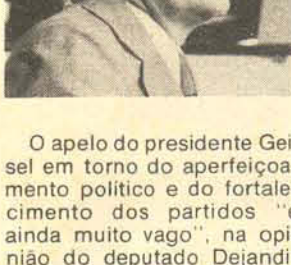 O apelo do presidente Gei
sel em torno do aperfeiçoa
mento político e do fortale
cimento dos partidos "
ainda muito vago", na opi
nião do deputado Dejandi